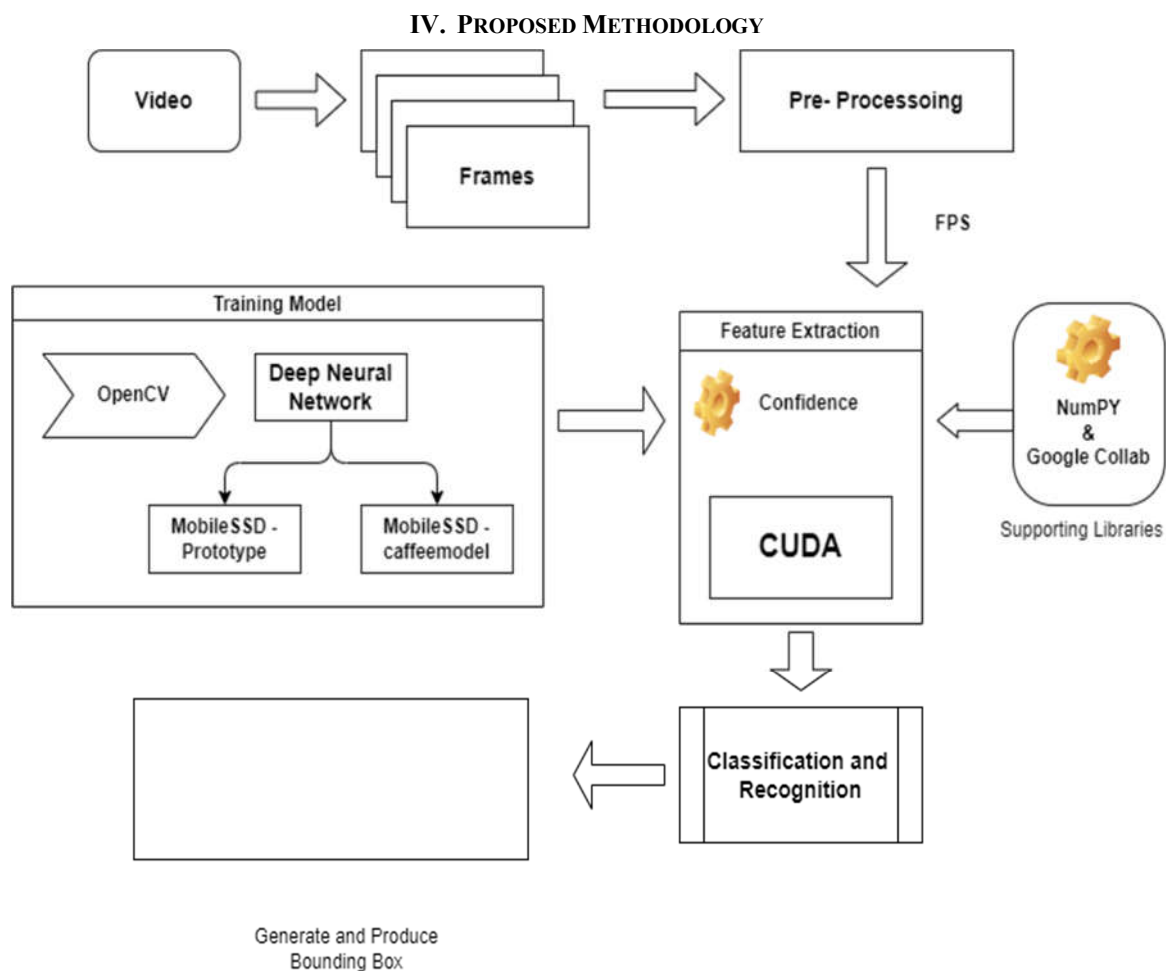 IV. PROPOSED METHODOLOGY
Video
Frames
Pre- Processoing
FPS
Training Model
OpenCV
Deep Neural
Network
MobileSSD -
Prototype
MobileSSD -
caffeemodel
Feature Extraction
Confidence
CUDA
NumPY
&
Google Collab
Supporting Libraries
Classification and
Recognition
Generate and Produce
Bounding Box